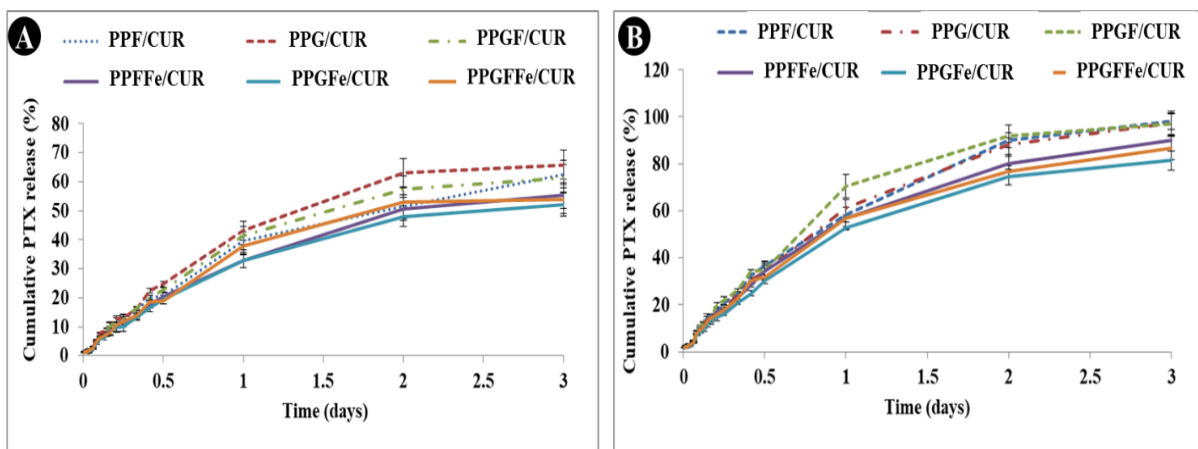 A
PPF/CUR PPG/CUR PPGF/CUR
PPFFe/CUR PPGFe/CUR PPGFFe/CUR
Cumulative PTX release (%)
80
70
60
50
40
30
20
10
0
0 0.5 1 1.5 2 2.5 3
Time (days)
B
PPF/CUR PPG/CUR PPGF/CUR
PPFFe/CUR PPGFe/CUR PPGFFe/CUR
Cumulative PTX release (%)
120
100
80
60
40
20
0
0 0.5 1 1.5 2 2.5 3
Time (days)